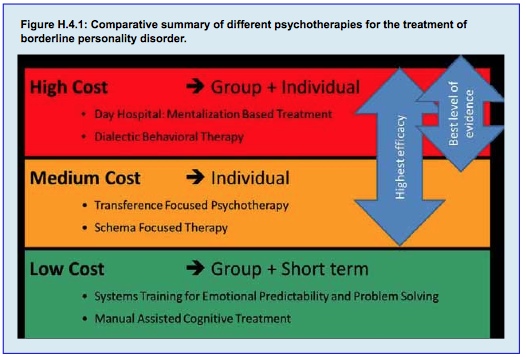 Figure H.4.1: Comparative summary of different psychotherapies for the treatment of
borderline personality disorder.
High Cost → Group + Individual
• Day Hospital: Mentalization Based Treatment
• Dialectic Behavioral Therapy
Medium Cost → Individual
• Transference Focused Psychotherapy
• Schema Focused Therapy
Low Cost → Group + Short term
• Systems Training for Emotional Predictability and Problem Solving
• Manual Assisted Cognitive Treatment
Highest efficacy
Best level of
evidence